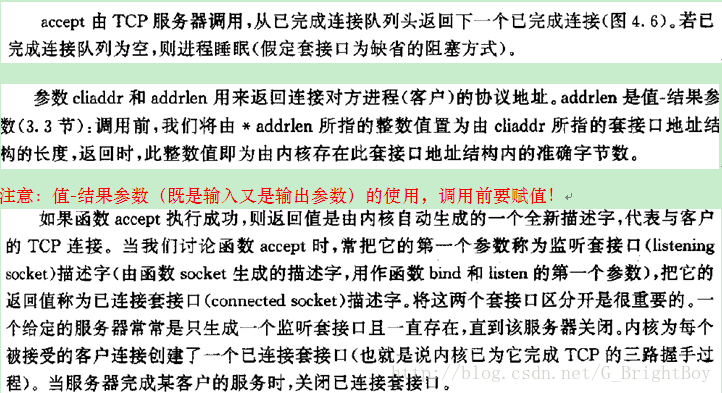 accept 由 TCP 服务器调用,从已完成连接队列头返回下一个已完成连接(图 4.6)。若已
完成连接队列为空,则进程睡眠(假定套接口为缺省的阻塞方式)。
参数 cliaddr 和 addrlen 用来返回连接对方进程(客户)的协议地址。addrlen 是值-结果参
数(3.3 节):调用前,我们将由 * addrlen 所指的整数值置为由 cliaddr 所指的套接口地址结
构的长度,返回时,此整数值即为由内核存在此套接口地址结构内的准确字节数。
注意:值-结果参数(既是输入又是输出参数)的使用,调用前要赋值!
如果函数 accept 执行成功,则返回值是由内核自动生成的一个全新描述字,代表与客户
的 TCP 连接。当我们讨论函数 accept 时,常把它的第一个参数称为监听套接口(listening
socket)描述字(由函数 socket 生成的描述字,用作函数 bind 和 listen 的第一个参数),把它的
返回值称为已连接套接口(connected socket)描述字。将这两个套接口区分开是很重要的。一
个给定的服务器常常是只生成一个监听套接口且一直存在,直到该服务器关闭。内核为每个
被接受的客户连接创建了一个已连接套接口(也就是说内核已为它完成 TCP 的三路握手过
程)。当服务器完成某客户的服务时,关闭已连接套接口。
http://blog.csdn.net/G_BrightBoy